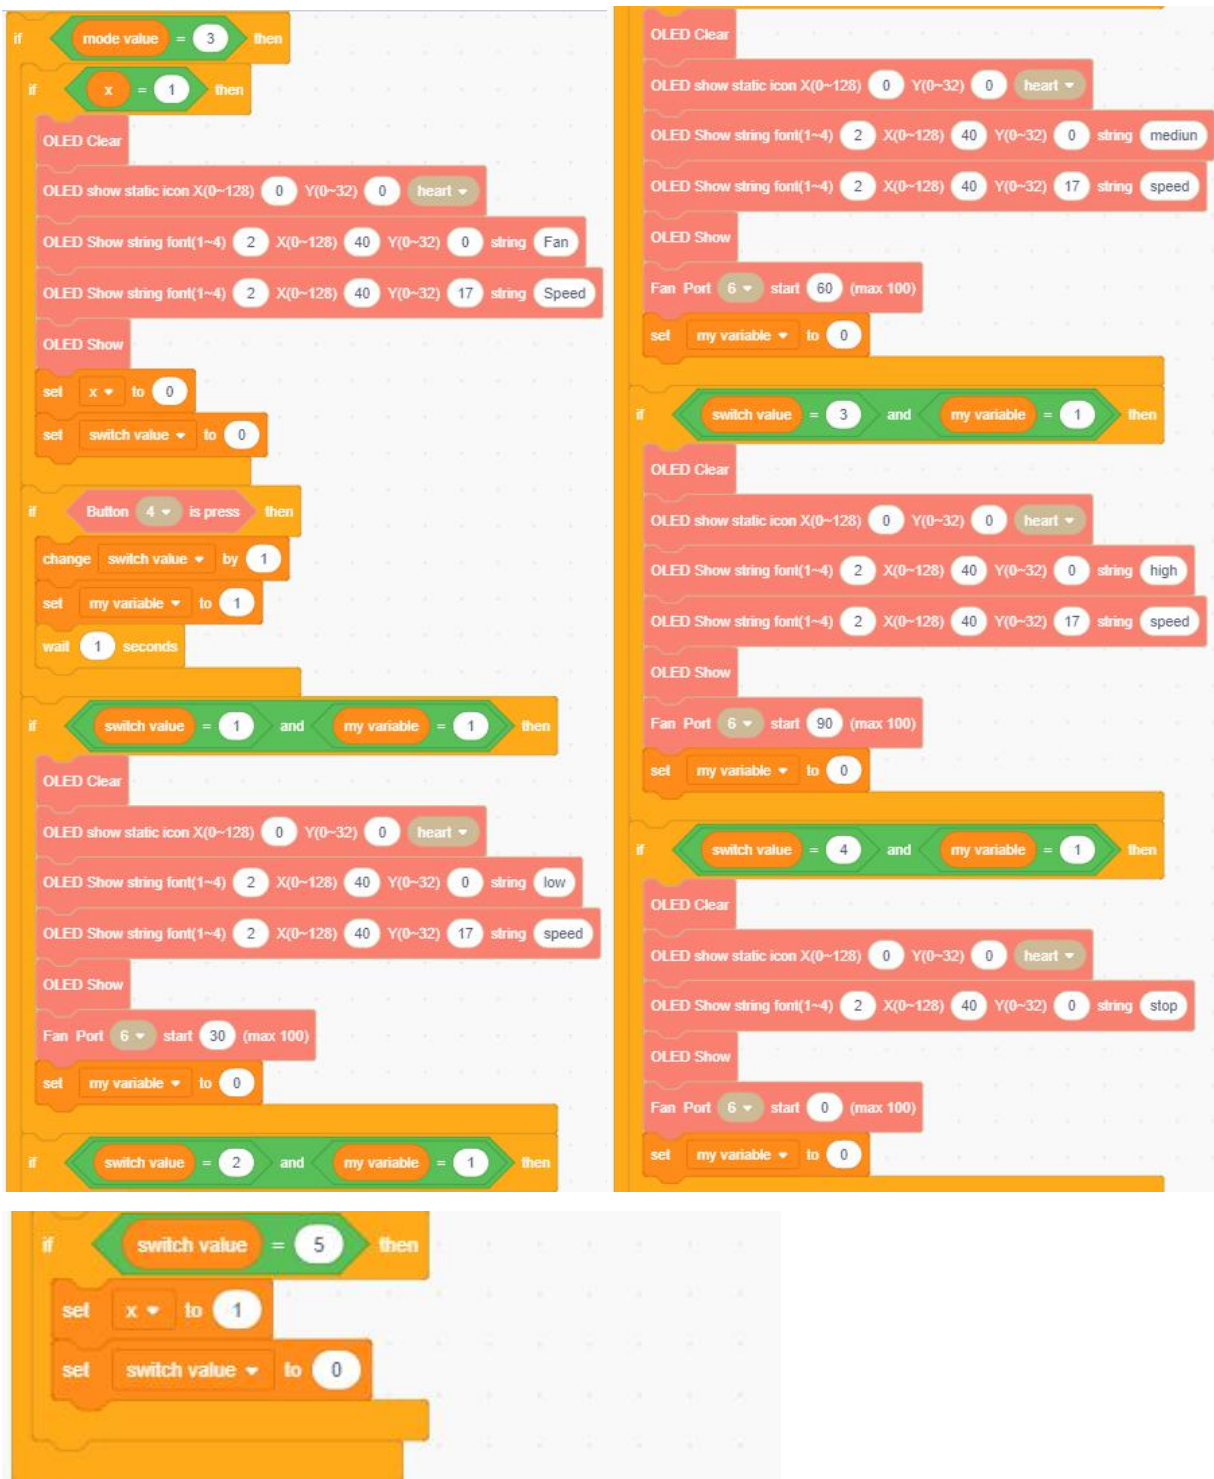 if mode value = 3 then
if x = 1 then
OLED Clear
OLED show static icon X(0~128) 0 Y(0~32) 0 heart
OLED Show string font(1~4) 2 X(0~128) 40 Y(0~32) 0 string Fan
OLED Show string font(1~4) 2 X(0~128) 40 Y(0~32) 17 string Speed
OLED Show
set x to 0
set switch value to 0
if Button 4 is press then
change switch value by 1
set my variable to 1
wait 1 seconds
if switch value = 1 and my variable = 1 then
OLED Clear
OLED show static icon X(0~128) 0 Y(0~32) 0 heart
OLED Show string font(1~4) 2 X(0~128) 40 Y(0~32) 0 string low
OLED Show string font(1~4) 2 X(0~128) 40 Y(0~32) 17 string speed
OLED Show
Fan Port 6 start 30 (max 100)
set my variable to 0
if switch value = 2 and my variable = 1 then
OLED Clear
OLED show static icon X(0~128) 0 Y(0~32) 0 heart
OLED Show string font(1~4) 2 X(0~128) 40 Y(0~32) 0 string mediun
OLED Show string font(1~4) 2 X(0~128) 40 Y(0~32) 17 string speed
OLED Show
Fan Port 6 start 60 (max 100)
set my variable to 0
if switch value = 3 and my variable = 1 then
OLED Clear
OLED show static icon X(0~128) 0 Y(0~32) 0 heart
OLED Show string font(1~4) 2 X(0~128) 40 Y(0~32) 0 string high
OLED Show string font(1~4) 2 X(0~128) 40 Y(0~32) 17 string speed
OLED Show
Fan Port 6 start 90 (max 100)
set my variable to 0
if switch value = 4 and my variable = 1 then
OLED Clear
OLED show static icon X(0~128) 0 Y(0~32) 0 heart
OLED Show string font(1~4) 2 X(0~128) 40 Y(0~32) 0 string stop
OLED Show
Fan Port 6 start 0 (max 100)
set my variable to 0
if switch value = 5 then
set x to 1
set switch value to 0